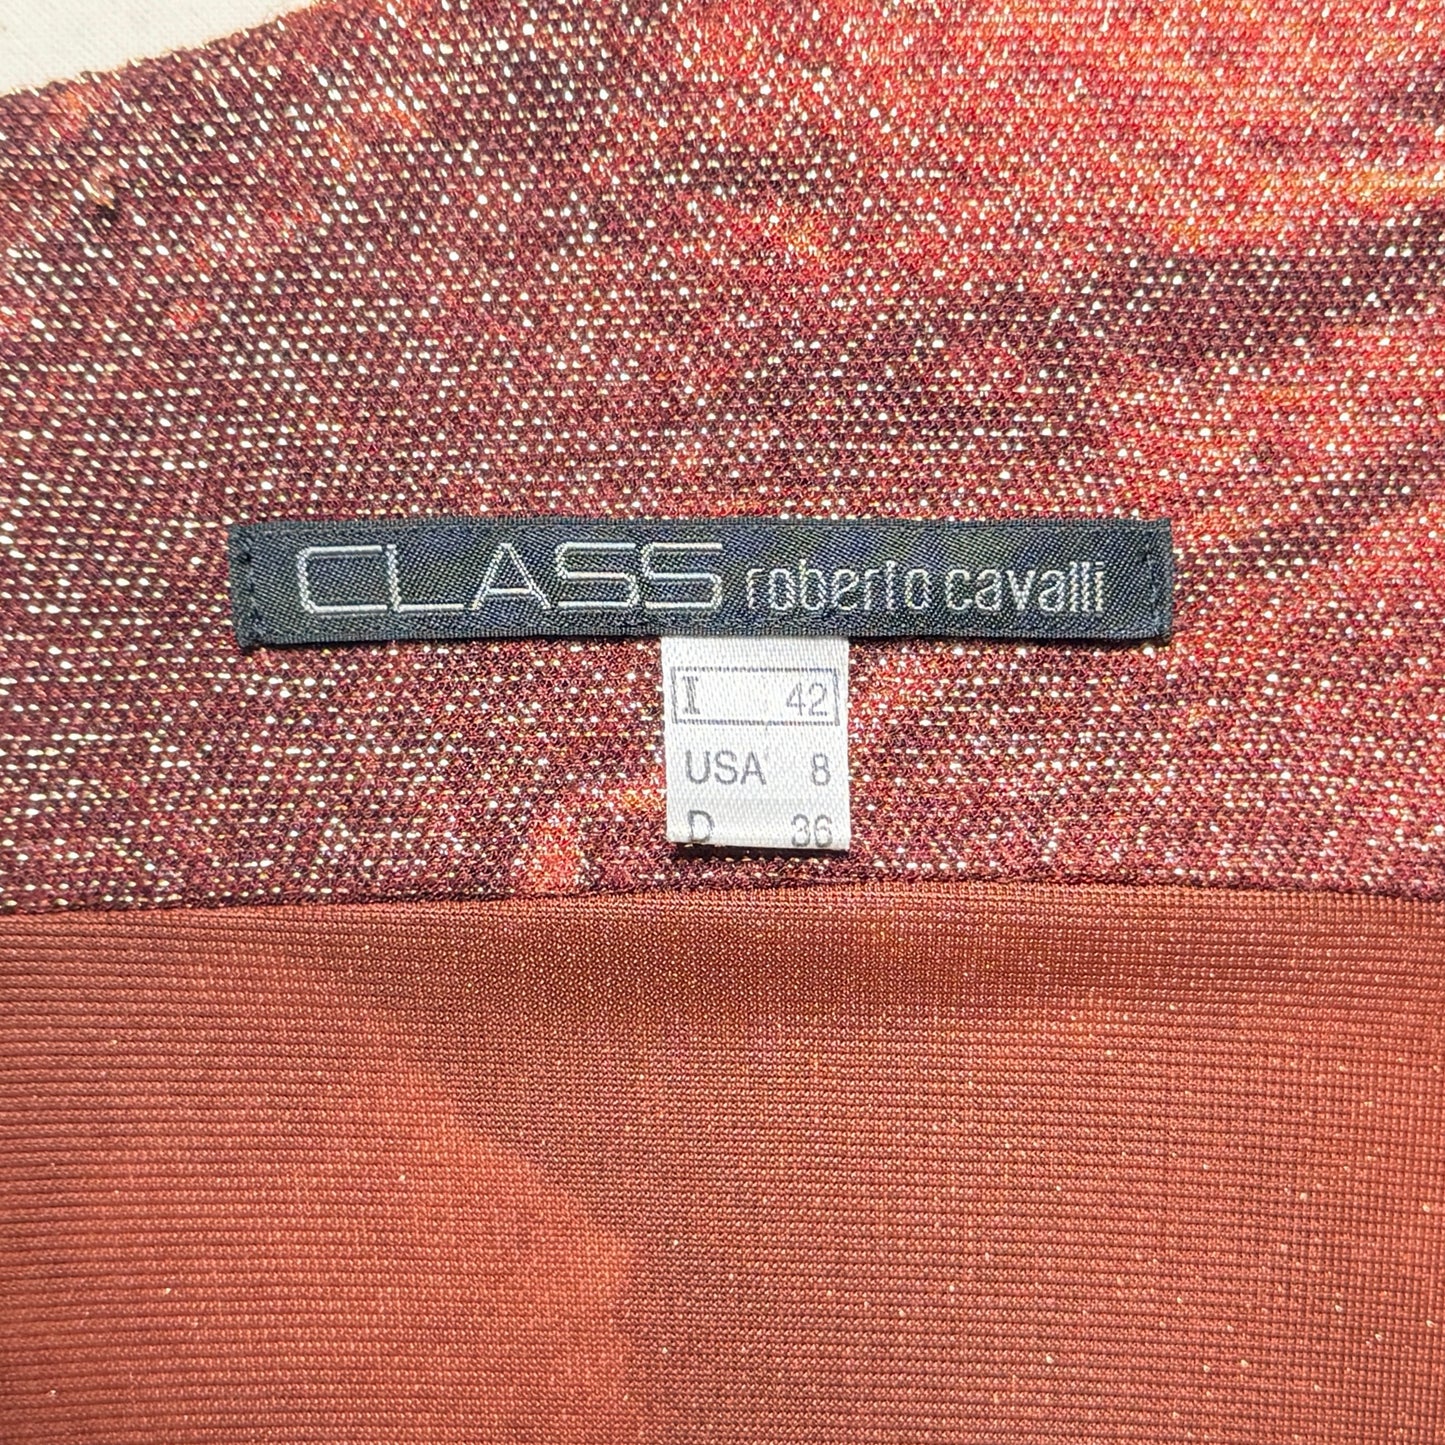 CLASS roberto cavalli
I 42
USA 8
D 36